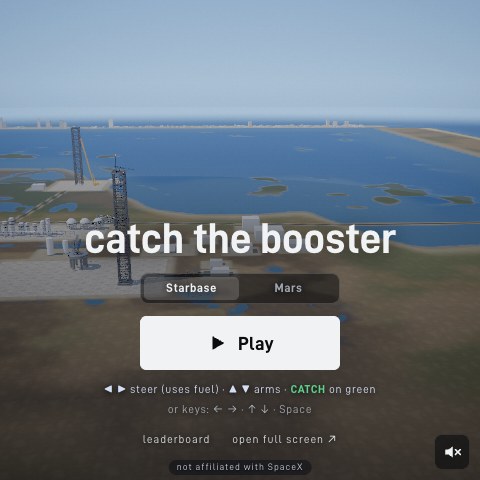 catch the booster
Starbase Mars
▶ Play
◀ ▶ steer (uses fuel) · ▲ ▼ arms · CATCH on green
or keys: ← → · ↑ ↓ · Space
leaderboard open full screen ↗
not affiliated with SpaceX